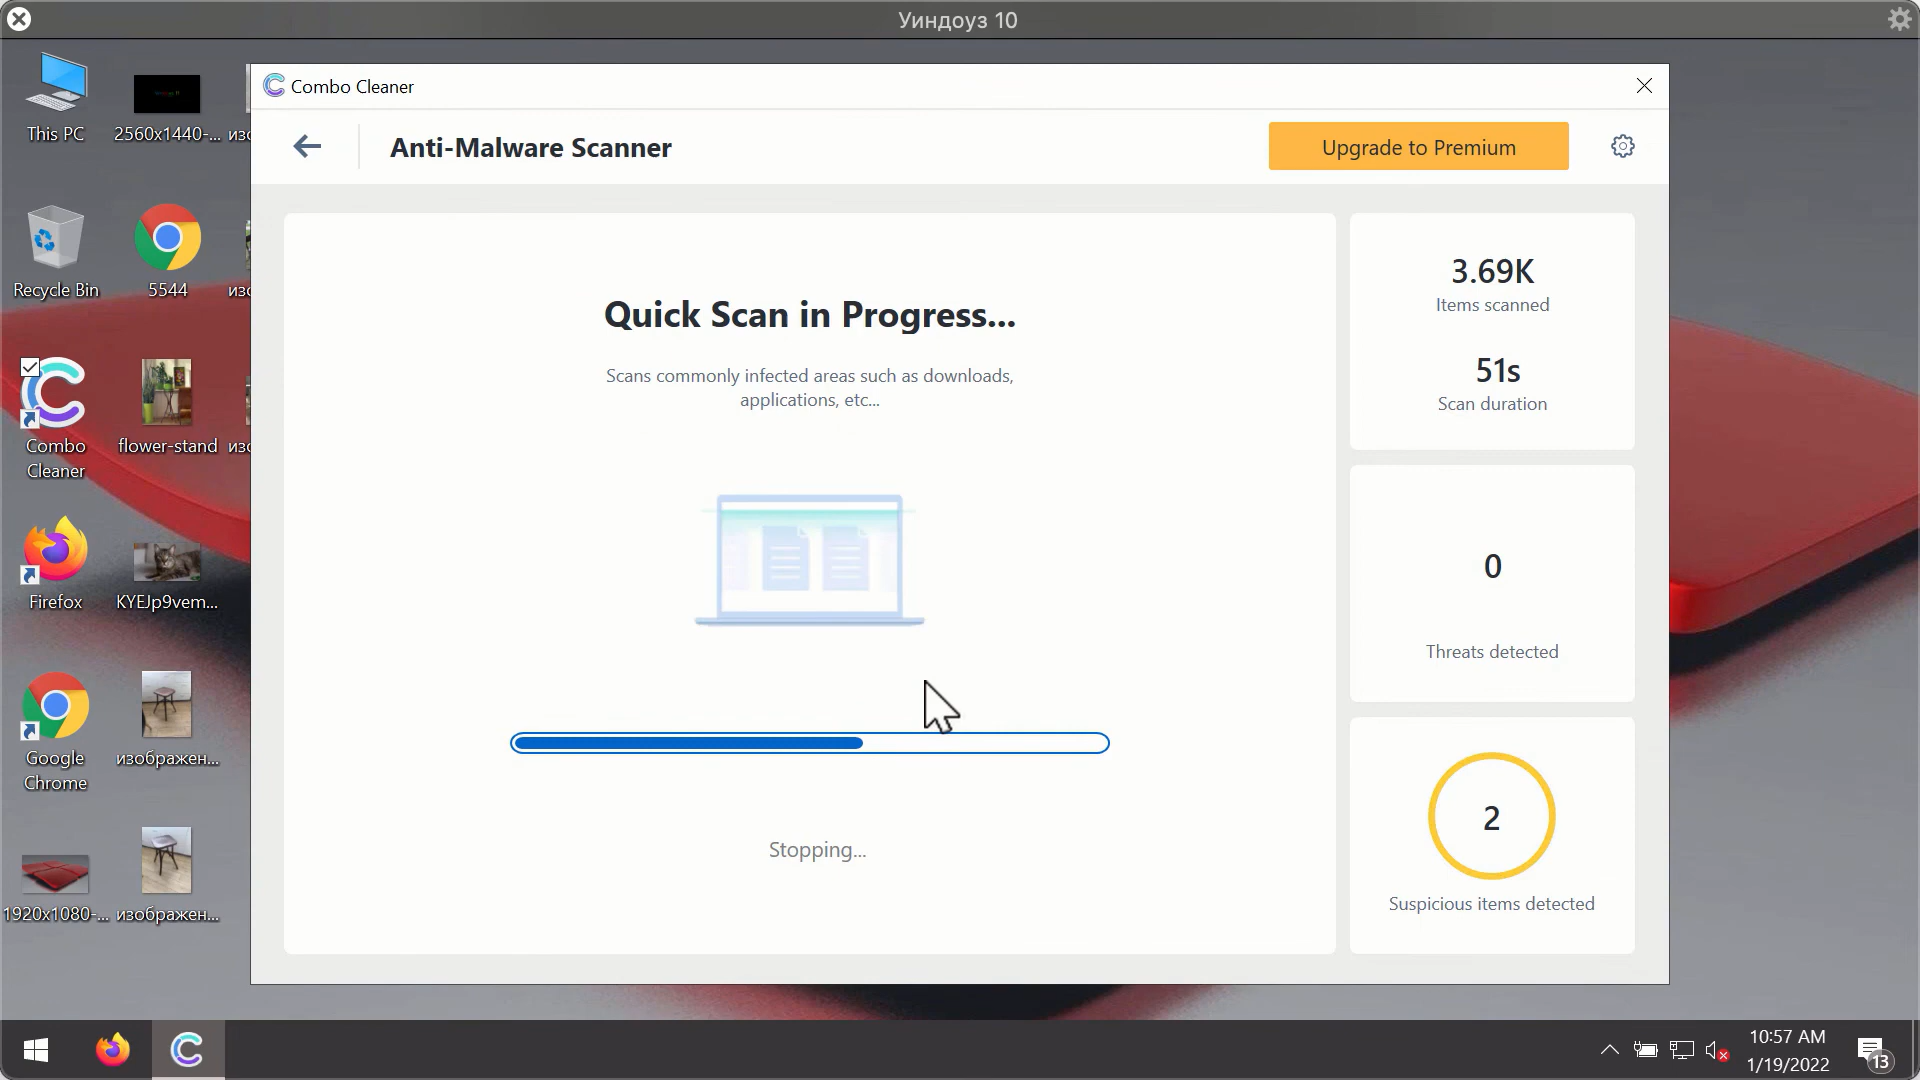 Уиндоуз 10
This PC
2560x1440-...
изо
Recycle Bin
5544
изо
Combo
Cleaner
flower-stand
изо
Firefox
KYEJp9vem...
Google
Chrome
изображен...
1920x1080-...
изображен...
Combo Cleaner
Anti-Malware Scanner
Upgrade to Premium
Quick Scan in Progress...
Scans commonly infected areas such as downloads,
applications, etc...
Stopping...
3.69K
Items scanned
51s
Scan duration
0
Threats detected
2
Suspicious items detected
10:57 AM
1/19/2022
13